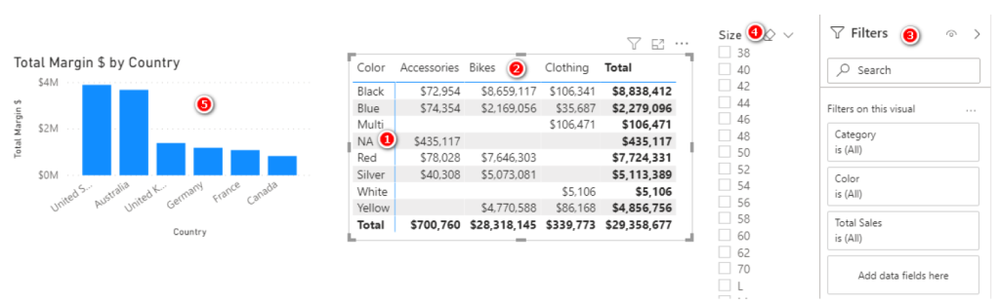 Total Margin $ by Country
$4M
$2M
$0M
Total Margin $
United S...
Australia
United K...
Germany
France
Canada
Country
5
Color Accessories Bikes 2 Clothing Total
Black $72,954 $8,659,117 $106,341 $8,838,412
Blue $74,354 $2,169,056 $35,687 $2,279,096
Multi $106,471 $106,471
NA 1 $435,117 $435,117
Red $78,028 $7,646,303 $7,724,331
Silver $40,308 $5,073,081 $5,113,389
White $5,106 $5,106
Yellow $4,770,588 $86,168 $4,856,756
Total $700,760 $28,318,145 $339,773 $29,358,677
Size 4
38
40
42
44
46
48
50
52
54
56
58
60
62
70
L
Filters 3
Search
Filters on this visual ...
Category
is (All)
Color
is (All)
Total Sales
is (All)
Add data fields here